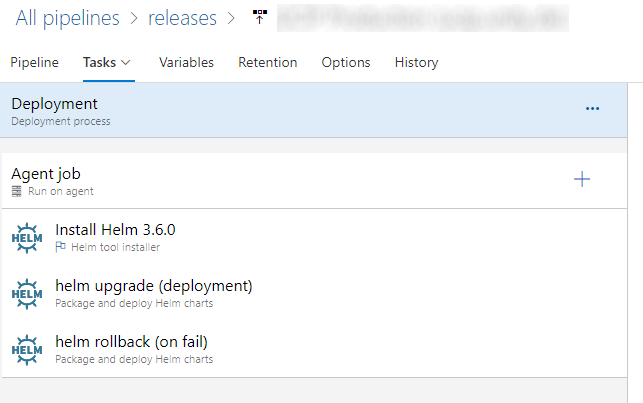 All pipelines > releases >
Pipeline Tasks Variables Retention Options History
Deployment
Deployment process
...
Agent job
Run on agent
HELM Install Helm 3.6.0
Helm tool installer
HELM helm upgrade (deployment)
Package and deploy Helm charts
HELM helm rollback (on fail)
Package and deploy Helm charts